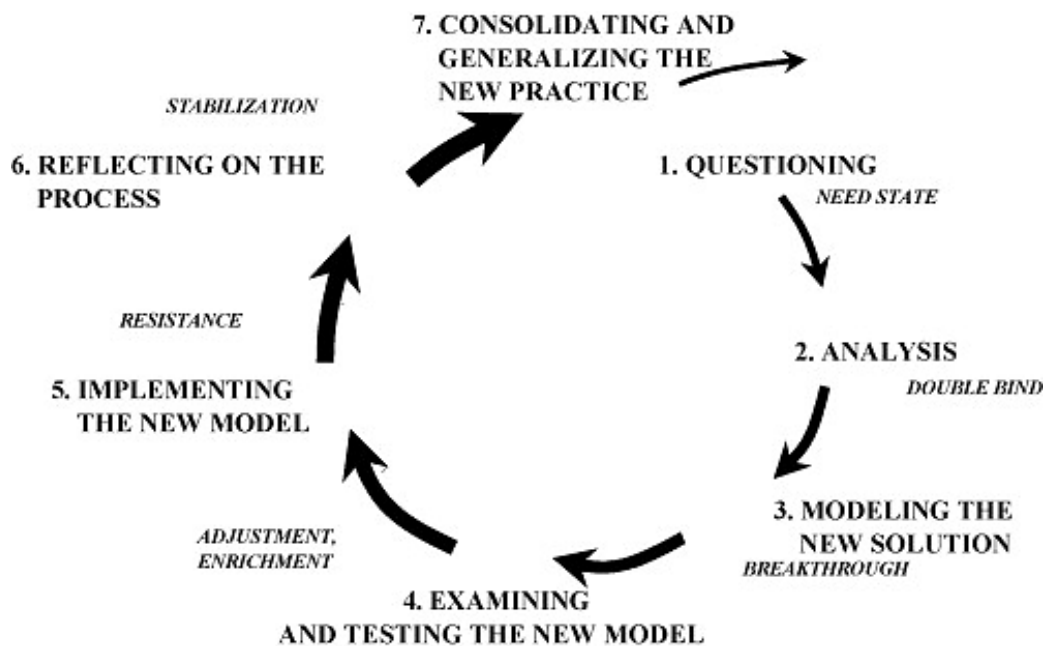 7. CONSOLIDATING AND
GENERALIZING THE
NEW PRACTICE
STABILIZATION
6. REFLECTING ON THE
PROCESS
1. QUESTIONING
NEED STATE
RESISTANCE
2. ANALYSIS
DOUBLE BIND
5. IMPLEMENTING
THE NEW MODEL
3. MODELING THE
NEW SOLUTION
BREAKTHROUGH
ADJUSTMENT,
ENRICHMENT
4. EXAMINING
AND TESTING THE NEW MODEL